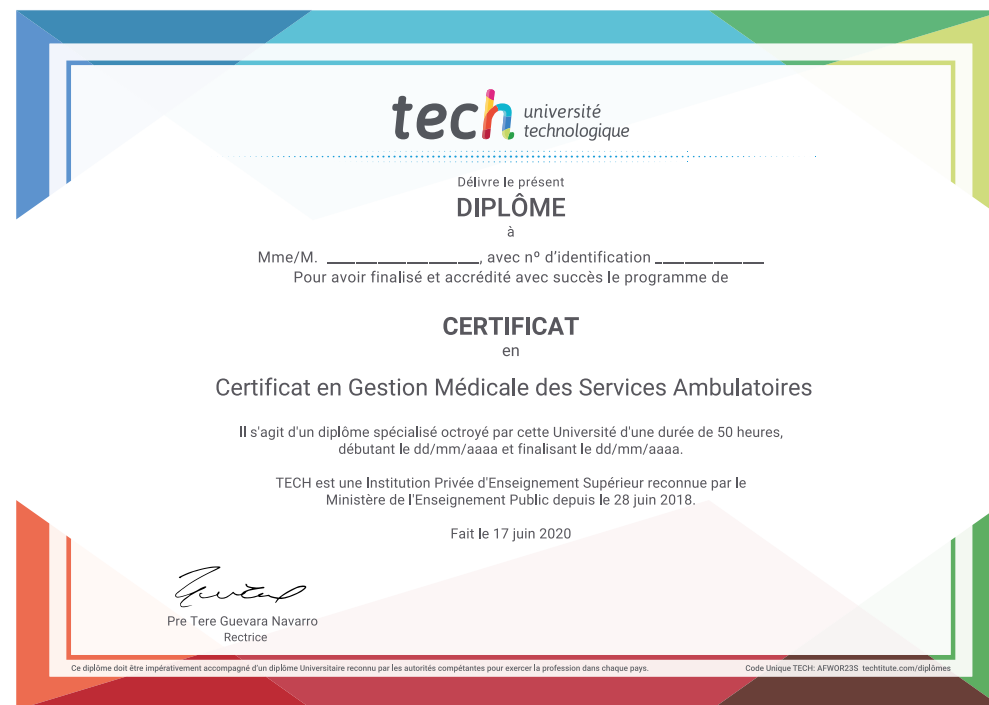 tech université
technologique
Délivre le présent
DIPLÔME
à
Mme/M. __________________, avec nº d'identification _____________
Pour avoir finalisé et accrédité avec succès le programme de
CERTIFICAT
en
Certificat en Gestion Médicale des Services Ambulatoires
Il s'agit d'un diplôme spécialisé octroyé par cette Université d'une durée de 50 heures,
débutant le dd/mm/aaaa et finalisant le dd/mm/aaaa.
TECH est une Institution Privée d'Enseignement Supérieur reconnue par le
Ministère de l'Enseignement Public depuis le 28 juin 2018.
Fait le 17 juin 2020
Pre Tere Guevara Navarro
Rectrice
Ce diplôme doit être impérativement accompagné d'un diplôme Universitaire reconnu par les autorités compétantes pour exercer la profession dans chaque pays.
Code Unique TECH: AFWOR23S techtitute.com/diplômes